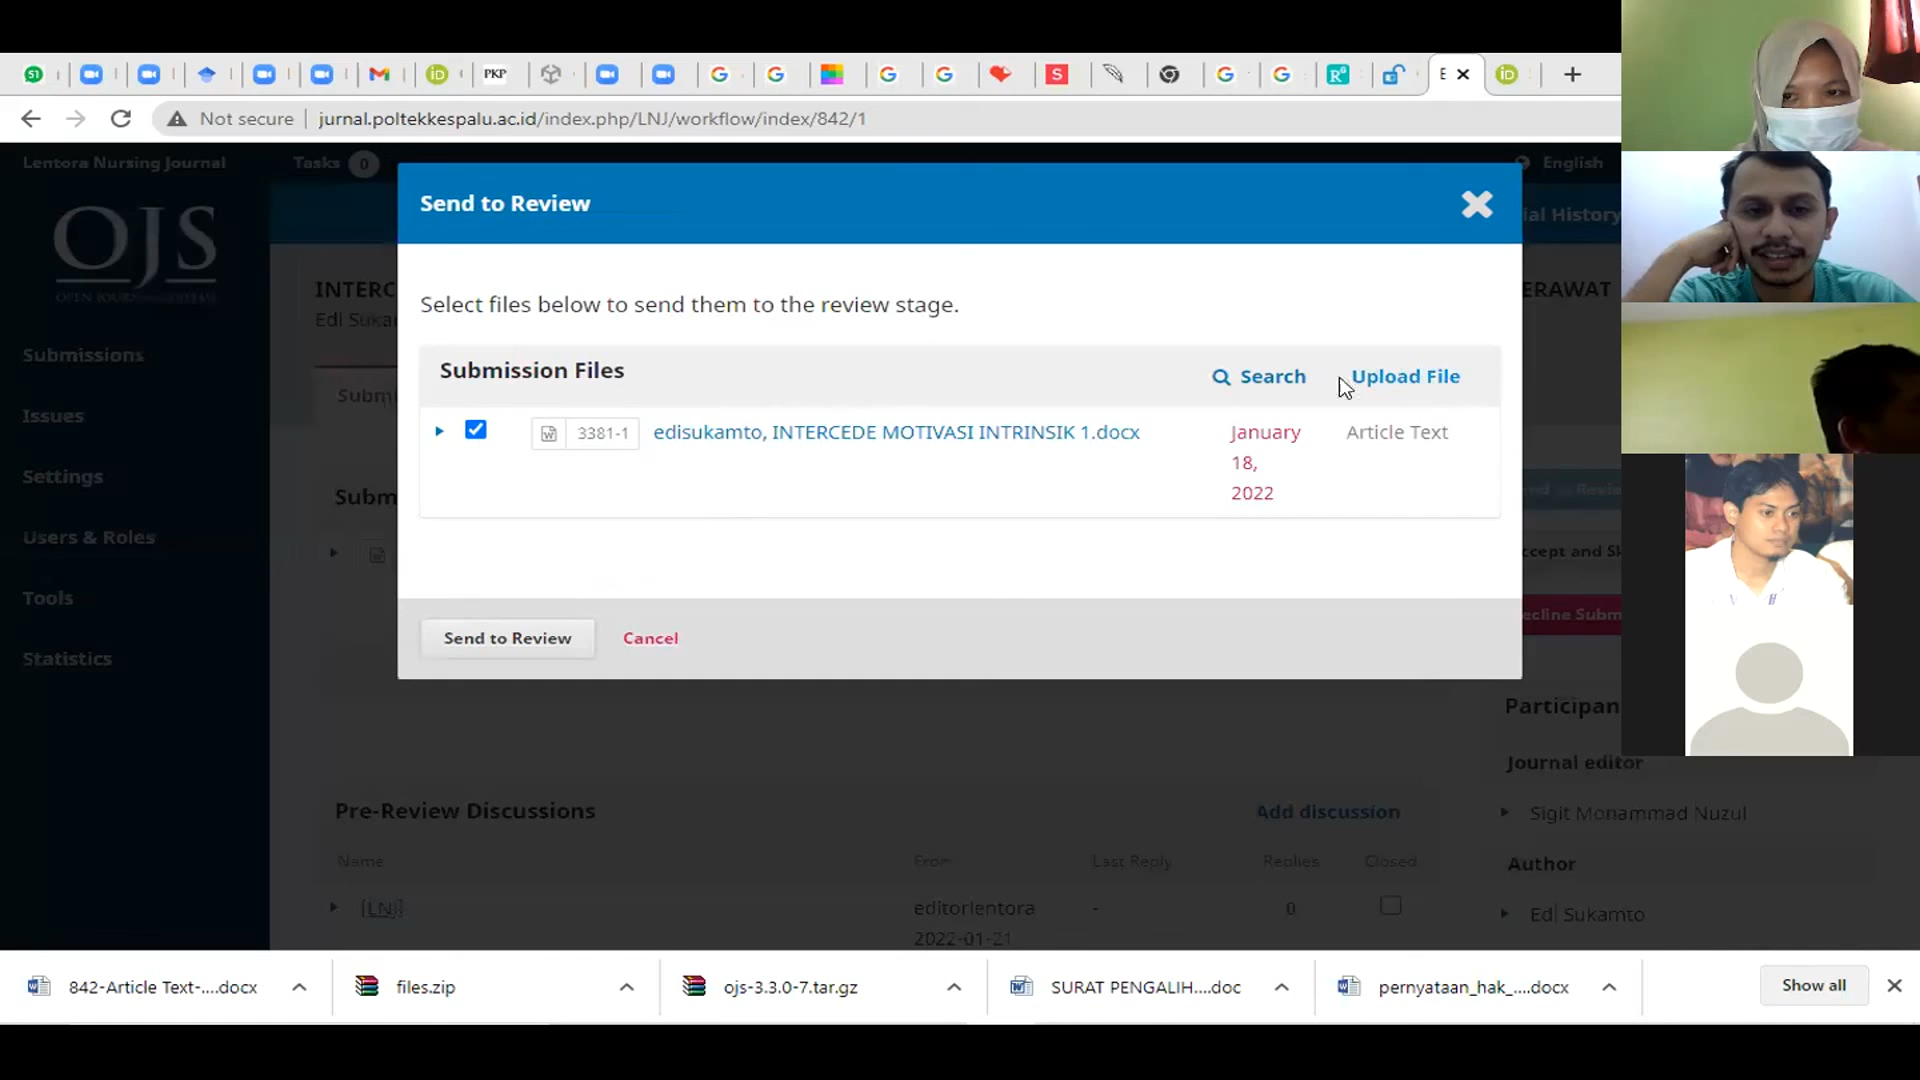 PKP
E
Not secure
jurnal.poltekkespalu.ac.id/index.php/LNJ/workflow/index/842/1
Lentora Nursing Journal
Tasks 0
English
OJS
OPEN JOURNAL SYSTEMS
Submissions
Issues
Settings
Users & Roles
Tools
Statistics
Send to Review
ial History
INTERC
ERAWAT
Edi Suka
Subm
Select files below to send them to the review stage.
Submission Files
Search
Upload File
3381-1
edisukamto, INTERCEDE MOTIVASI INTRINSIK 1.docx
January
18,
2022
Article Text
Subm
ccept and Sk
ecline Subm
Send to Review
Cancel
Participan
Journal editor
Sigit Monammad Nuzul
Author
Edi Sukamto
Pre-Review Discussions
Add discussion
Name
From
Last Reply
Replies
Closed
[LNJ]
editorlentora
2022-01-21
-
0
842-Article Text-....docx
files.zip
ojs-3.3.0-7.tar.gz
SURAT PENGALIH....doc
pernyataan_hak_....docx
Show all